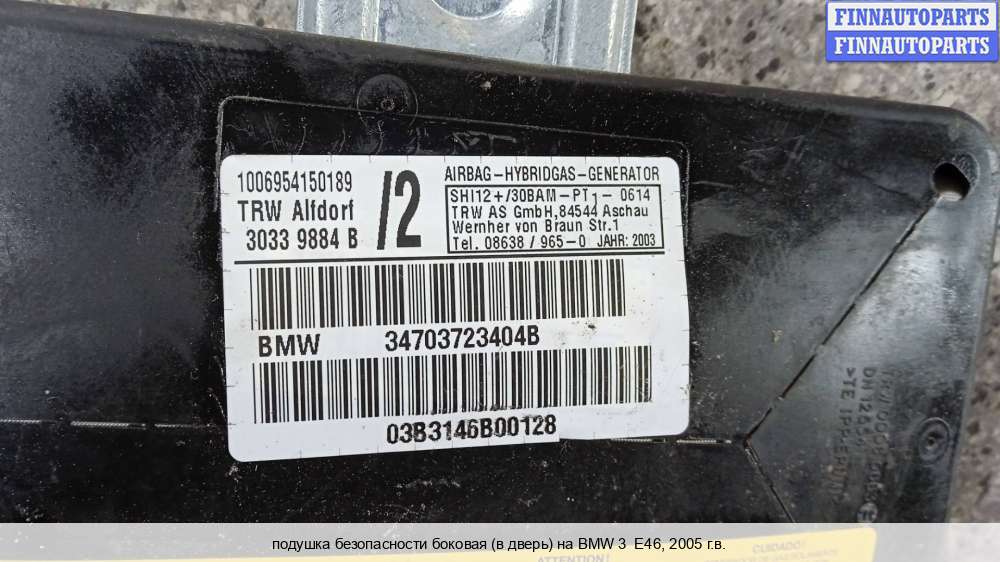 FINNAUTOPARTS
FINNAUTOPARTS
1006954150189
TRW Alfdorf
3033 9884 B
/2
AIRBAG-HYBRIDGAS-GENERATOR
SHI12+/30BAM-PT1- 0614
TRW AS GmbH, 84544 Aschau
Wernher von Braun Str.1
Tel. 08638 / 965-0 JAHR: 2003
BMW 34703723404B
03B3146B00128
CUIDADO!
ATTENTION!
подушка безопасности боковая (в дверь) на BMW 3 E46, 2005 г.в.